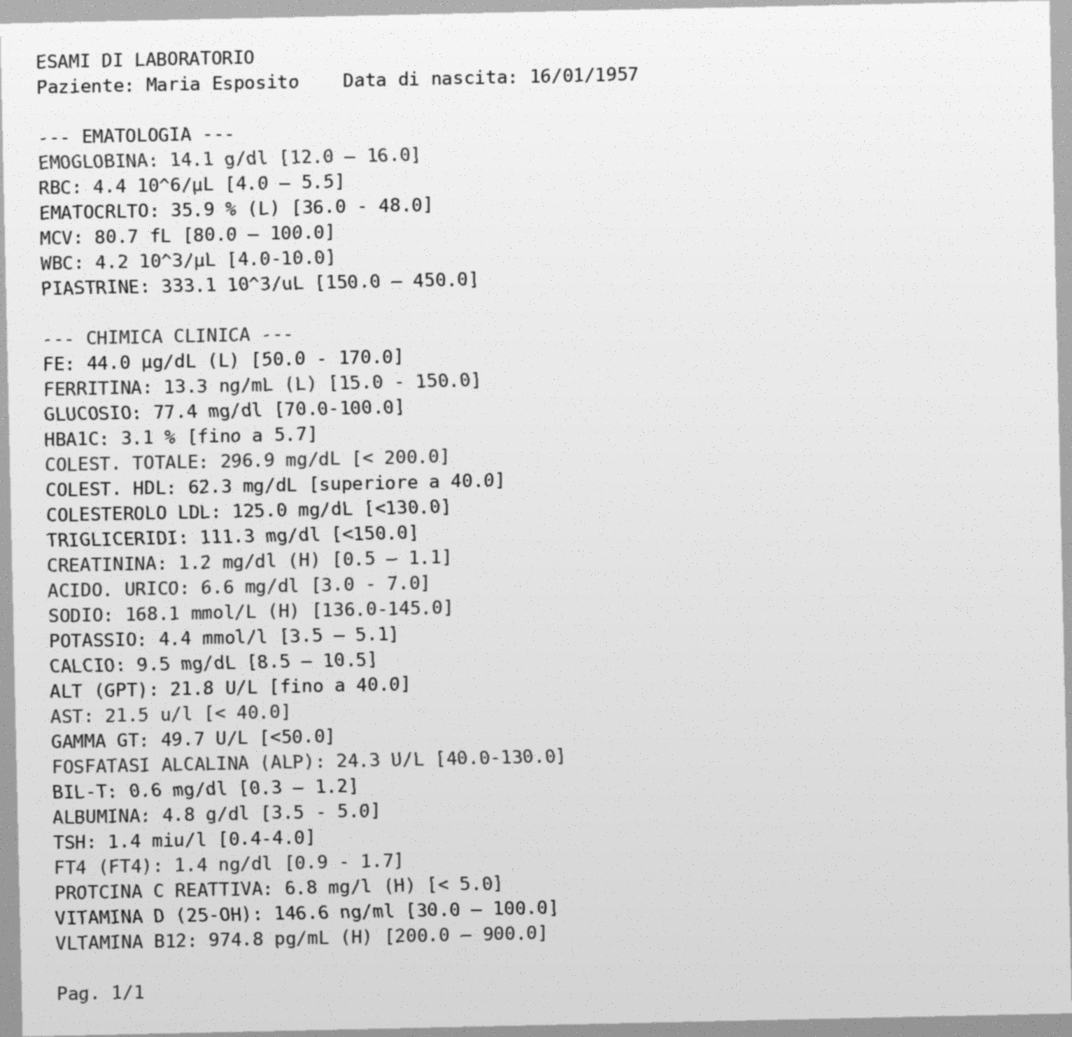 ESAMI DI LABORATORIO
Paziente: Maria Esposito    Data di nascita: 16/01/1957

--- EMATOLOGIA ---
EMOGLOBINA: 14.1 g/dl [12.0 – 16.0]
RBC: 4.4 10^6/µL [4.0 – 5.5]
EMATOCRLTO: 35.9 % (L) [36.0 - 48.0]
MCV: 80.7 fL [80.0 – 100.0]
WBC: 4.2 10^3/µL [4.0-10.0]
PIASTRINE: 333.1 10^3/uL [150.0 – 450.0]

--- CHIMICA CLINICA ---
FE: 44.0 µg/dL (L) [50.0 - 170.0]
FERRITINA: 13.3 ng/mL (L) [15.0 - 150.0]
GLUCOSIO: 77.4 mg/dl [70.0-100.0]
HBA1C: 3.1 % [fino a 5.7]
COLEST. TOTALE: 296.9 mg/dL [< 200.0]
COLEST. HDL: 62.3 mg/dL [superiore a 40.0]
COLESTEROLO LDL: 125.0 mg/dL [<130.0]
TRIGLICERIDI: 111.3 mg/dl [<150.0]
CREATININA: 1.2 mg/dl (H) [0.5 – 1.1]
ACIDO. URICO: 6.6 mg/dl [3.0 - 7.0]
SODIO: 168.1 mmol/L (H) [136.0-145.0]
POTASSIO: 4.4 mmol/l [3.5 – 5.1]
CALCIO: 9.5 mg/dL [8.5 – 10.5]
ALT (GPT): 21.8 U/L [fino a 40.0]
AST: 21.5 u/l [< 40.0]
GAMMA GT: 49.7 U/L [<50.0]
FOSFATASI ALCALINA (ALP): 24.3 U/L [40.0-130.0]
BIL-T: 0.6 mg/dl [0.3 – 1.2]
ALBUMINA: 4.8 g/dl [3.5 - 5.0]
TSH: 1.4 miu/l [0.4-4.0]
FT4 (FT4): 1.4 ng/dl [0.9 - 1.7]
PROTCINA C REATTIVA: 6.8 mg/l (H) [< 5.0]
VITAMINA D (25-OH): 146.6 ng/ml [30.0 – 100.0]
VLTAMINA B12: 974.8 pg/mL (H) [200.0 – 900.0]

Pag. 1/1